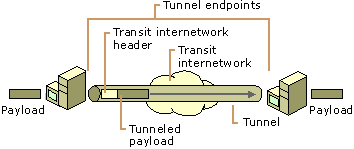 Tunnel endpoints
Transit internetwork
header
Transit
internetwork
Payload
Payload
Tunnel
Tunneled
payload